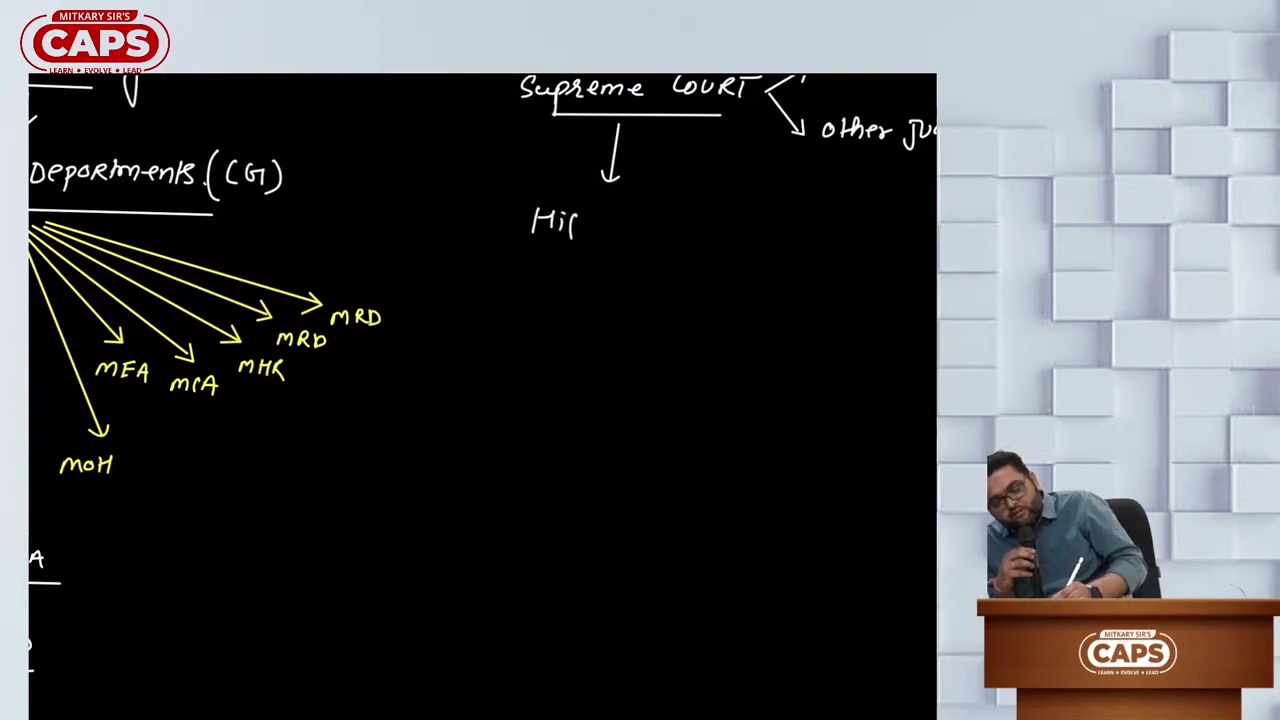 MITKARY SIR'S
CAPS
LEARN • EVOLVE • LEAD
Supreme COURT
other
Departments. (CG)
Hi
MRD
MRD
MHR
MEA
MCA
MOH
A
MITKARY SIR'S
CAPS
LEARN • EVOLVE • LEAD